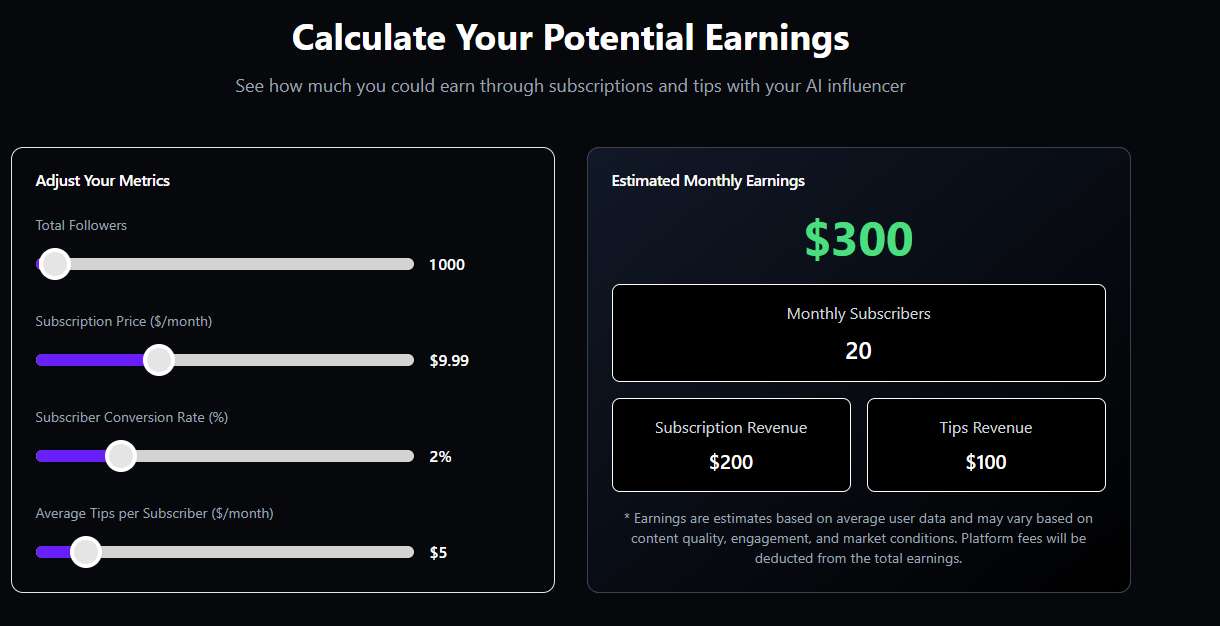 Calculate Your Potential Earnings
See how much you could earn through subscriptions and tips with your AI influencer
Adjust Your Metrics
Total Followers
1000
Subscription Price ($/month)
$9.99
Subscriber Conversion Rate (%)
2%
Average Tips per Subscriber ($/month)
$5
Estimated Monthly Earnings
$300
Monthly Subscribers
20
Subscription Revenue
$200
Tips Revenue
$100
* Earnings are estimates based on average user data and may vary based on
content quality, engagement, and market conditions. Platform fees will be
deducted from the total earnings.